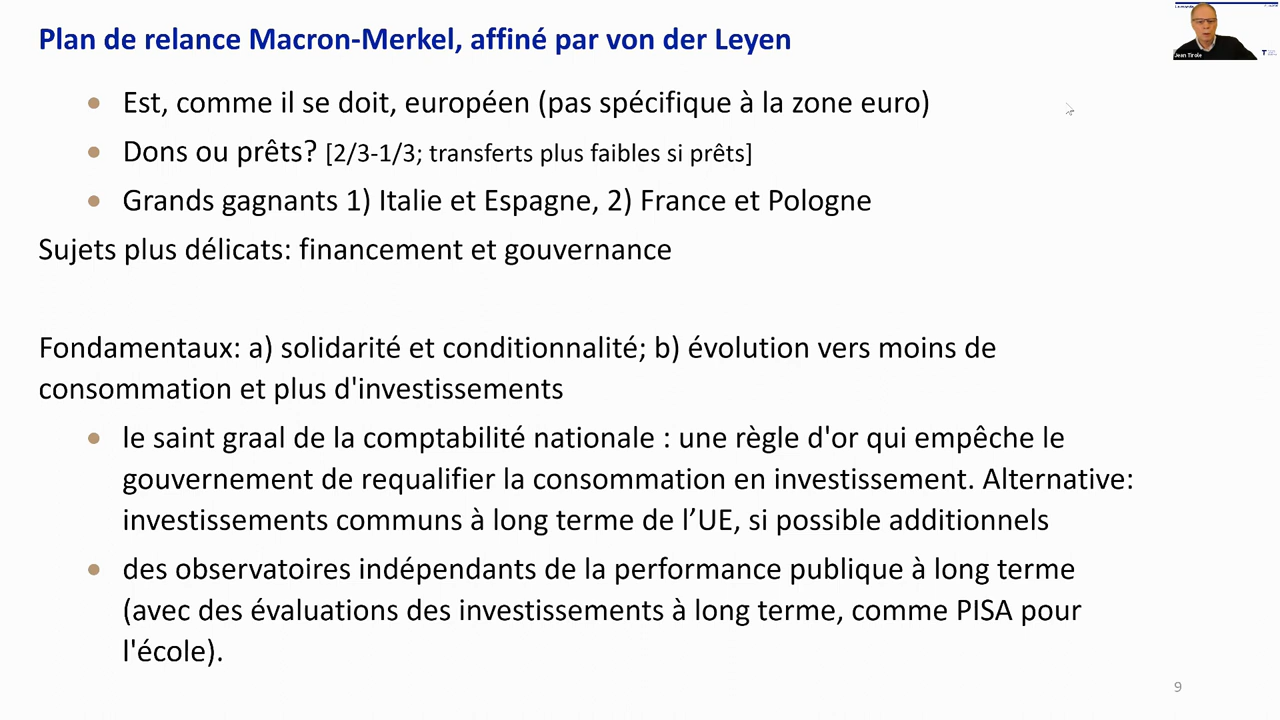 Plan de relance Macron-Merkel, affiné par von der Leyen
Jean Tirole
• Est, comme il se doit, européen (pas spécifique à la zone euro)
• Dons ou prêts? [2/3-1/3; transferts plus faibles si prêts]
• Grands gagnants 1) Italie et Espagne, 2) France et Pologne
Sujets plus délicats: financement et gouvernance
Fondamentaux: a) solidarité et conditionnalité; b) évolution vers moins de
consommation et plus d'investissements
• le saint graal de la comptabilité nationale : une règle d'or qui empêche le
gouvernement de requalifier la consommation en investissement. Alternative:
investissements communs à long terme de l’UE, si possible additionnels
• des observatoires indépendants de la performance publique à long terme
(avec des évaluations des investissements à long terme, comme PISA pour
l'école).
9